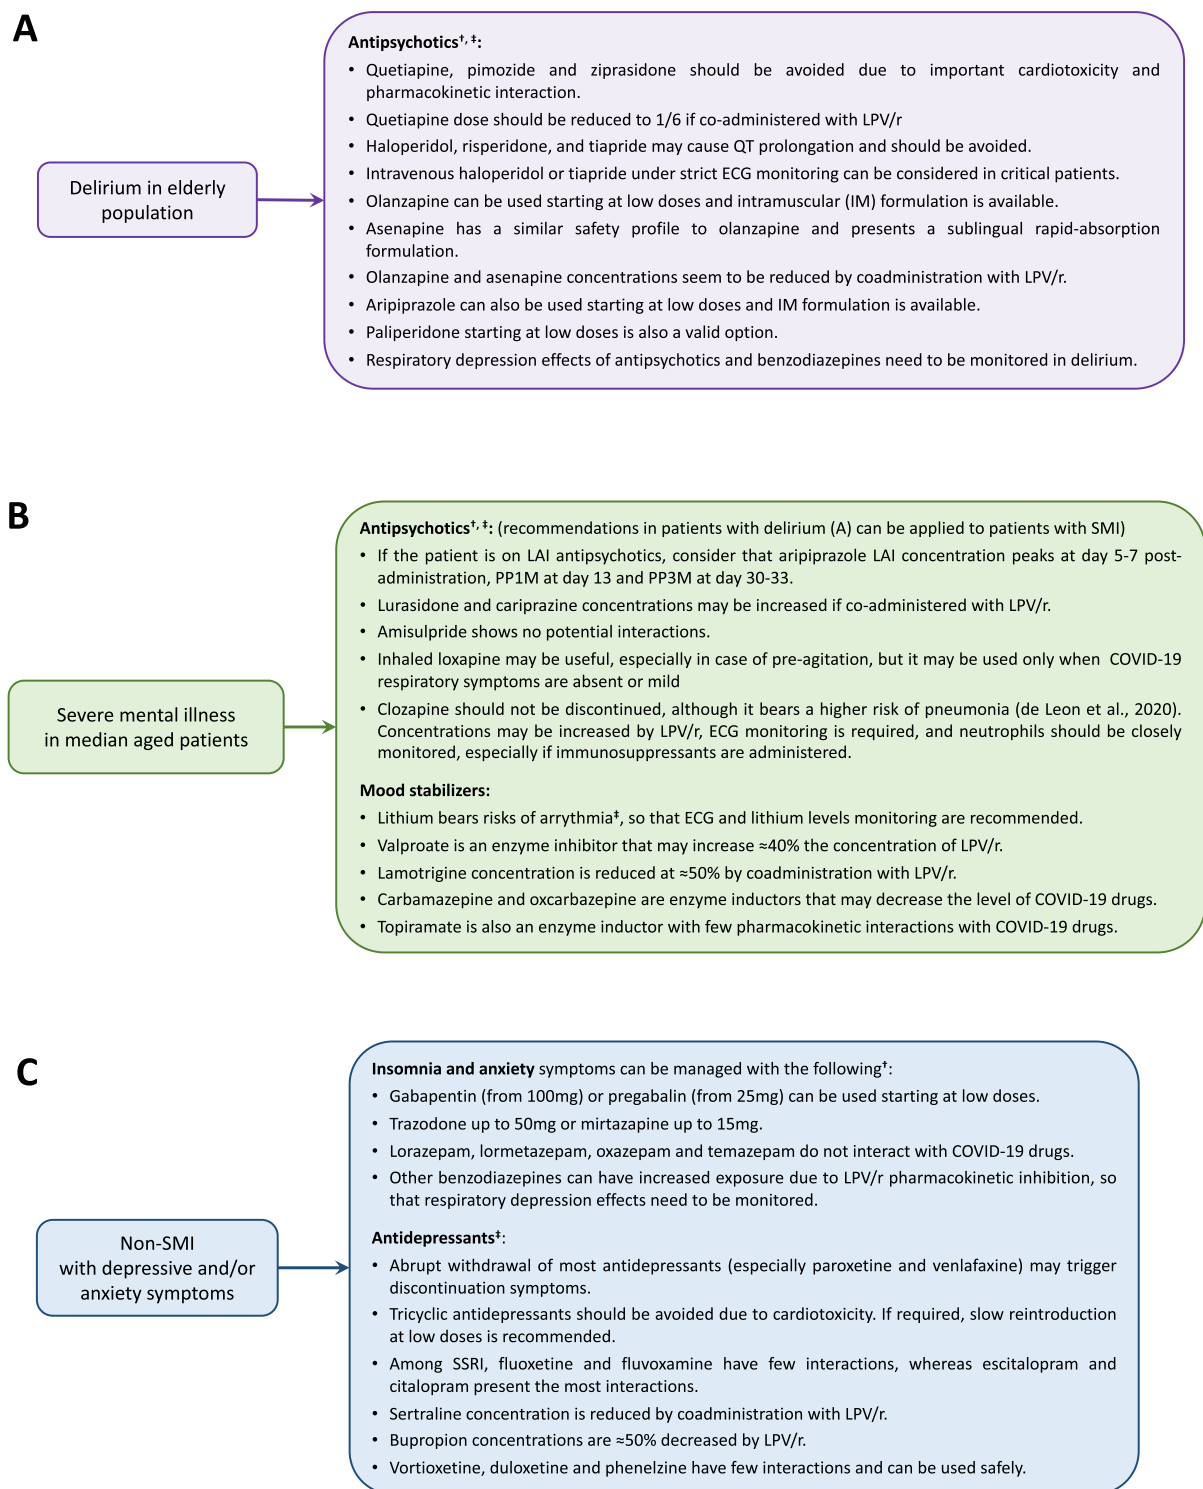 A
Delirium in elderly
population
Antipsychotics†, ‡:
• Quetiapine, pimozide and ziprasidone should be avoided due to important cardiotoxicity and
pharmacokinetic interaction.
• Quetiapine dose should be reduced to 1/6 if co-administered with LPV/r
• Haloperidol, risperidone, and tiapride may cause QT prolongation and should be avoided.
• Intravenous haloperidol or tiapride under strict ECG monitoring can be considered in critical patients.
• Olanzapine can be used starting at low doses and intramuscular (IM) formulation is available.
• Asenapine has a similar safety profile to olanzapine and presents a sublingual rapid-absorption
formulation.
• Olanzapine and asenapine concentrations seem to be reduced by coadministration with LPV/r.
• Aripiprazole can also be used starting at low doses and IM formulation is available.
• Paliperidone starting at low doses is also a valid option.
• Respiratory depression effects of antipsychotics and benzodiazepines need to be monitored in delirium.
B
Severe mental illness
in median aged patients
Antipsychotics†, ‡: (recommendations in patients with delirium (A) can be applied to patients with SMI)
• If the patient is on LAI antipsychotics, consider that aripiprazole LAI concentration peaks at day 5-7 post-
administration, PP1M at day 13 and PP3M at day 30-33.
• Lurasidone and cariprazine concentrations may be increased if co-administered with LPV/r.
• Amisulpride shows no potential interactions.
• Inhaled loxapine may be useful, especially in case of pre-agitation, but it may be used only when COVID-19
respiratory symptoms are absent or mild
• Clozapine should not be discontinued, although it bears a higher risk of pneumonia (de Leon et al., 2020).
Concentrations may be increased by LPV/r, ECG monitoring is required, and neutrophils should be closely
monitored, especially if immunosuppressants are administered.
Mood stabilizers:
• Lithium bears risks of arrythmia‡, so that ECG and lithium levels monitoring are recommended.
• Valproate is an enzyme inhibitor that may increase ≈40% the concentration of LPV/r.
• Lamotrigine concentration is reduced at ≈50% by coadministration with LPV/r.
• Carbamazepine and oxcarbazepine are enzyme inductors that may decrease the level of COVID-19 drugs.
• Topiramate is also an enzyme inductor with few pharmacokinetic interactions with COVID-19 drugs.
C
Non-SMI
with depressive and/or
anxiety symptoms
Insomnia and anxiety symptoms can be managed with the following†:
• Gabapentin (from 100mg) or pregabalin (from 25mg) can be used starting at low doses.
• Trazodone up to 50mg or mirtazapine up to 15mg.
• Lorazepam, lormetazepam, oxazepam and temazepam do not interact with COVID-19 drugs.
• Other benzodiazepines can have increased exposure due to LPV/r pharmacokinetic inhibition, so
that respiratory depression effects need to be monitored.
Antidepressants‡:
• Abrupt withdrawal of most antidepressants (especially paroxetine and venlafaxine) may trigger
discontinuation symptoms.
• Tricyclic antidepressants should be avoided due to cardiotoxicity. If required, slow reintroduction
at low doses is recommended.
• Among SSRI, fluoxetine and fluvoxamine have few interactions, whereas escitalopram and
citalopram present the most interactions.
• Sertraline concentration is reduced by coadministration with LPV/r.
• Bupropion concentrations are ≈50% decreased by LPV/r.
• Vortioxetine, duloxetine and phenelzine have few interactions and can be used safely.